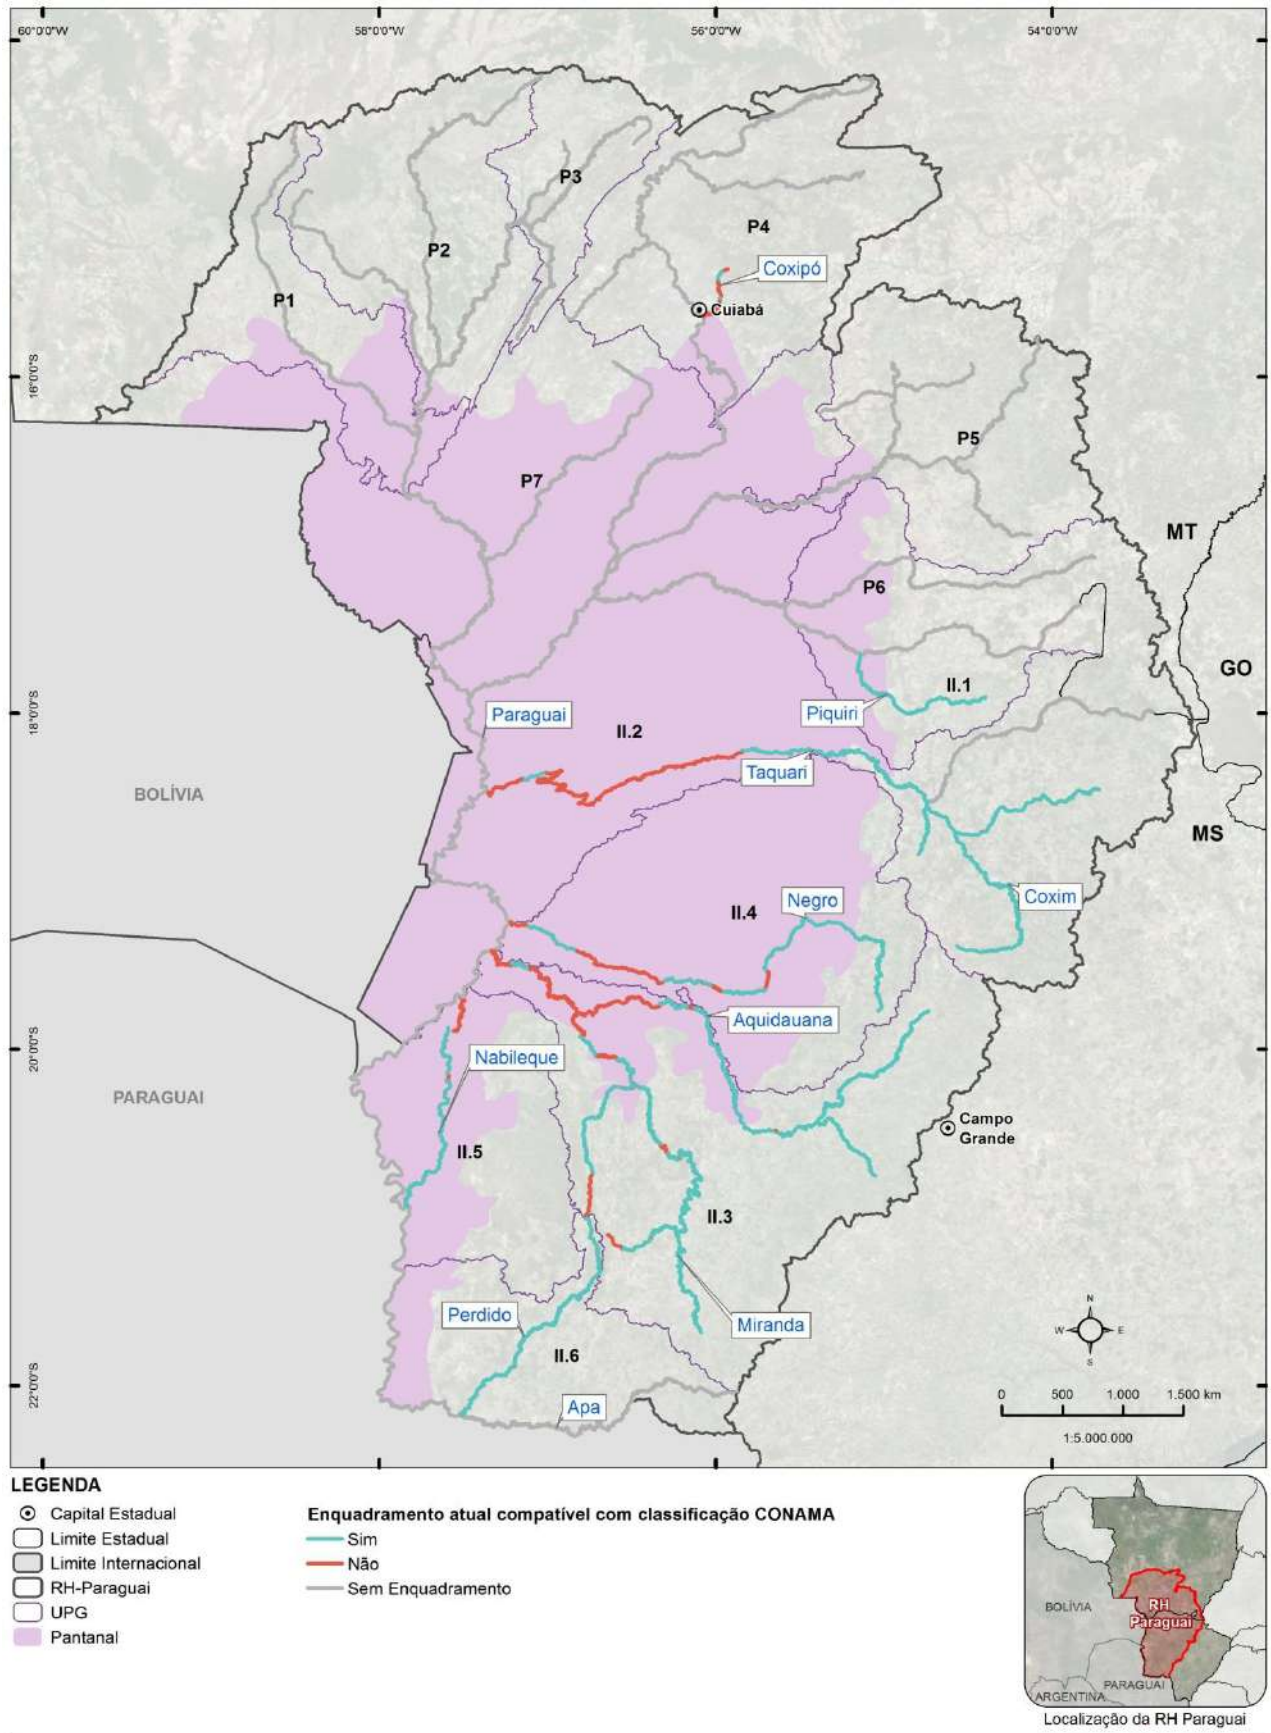 60°0'0"W
58°0'0"W
56°0'0"W
54°0'0"W
16°0'0"S
18°0'0"S
20°0'0"S
22°0'0"S
P3
P2
P4
Coxipó
P1
Cuiabá
P5
P7
MT
P6
GO
II.1
Paraguai
Piquiri
II.2
Taquari
BOLÍVIA
MS
Negro
Coxim
II.4
Aquidauana
Nabileque
PARAGUAI
Campo
Grande
II.5
II.3
Perdido
Miranda
II.6
Apa
N
W
E
S
0 500 1.000 1.500 km
1:5.000.000
LEGENDA
Capital Estadual
Limite Estadual
Limite Internacional
RH-Paraguai
UPG
Pantanal
Enquadramento atual compatível com classificação CONAMA
Sim
Não
Sem Enquadramento
BOLÍVIA
RH
Paraguai
PARAGUAI
ARGENTINA
Localização da RH Paraguai